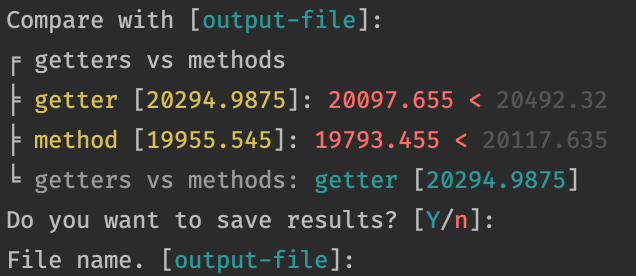 Compare with [output-file]:
╒ getters vs methods
╞ getter [20294.9875]: 20097.655 < 20492.32
╞ method [19955.545]: 19793.455 < 20117.635
╘ getters vs methods: getter [20294.9875]
Do you want to save results? [Y/n]:
File name. [output-file]: